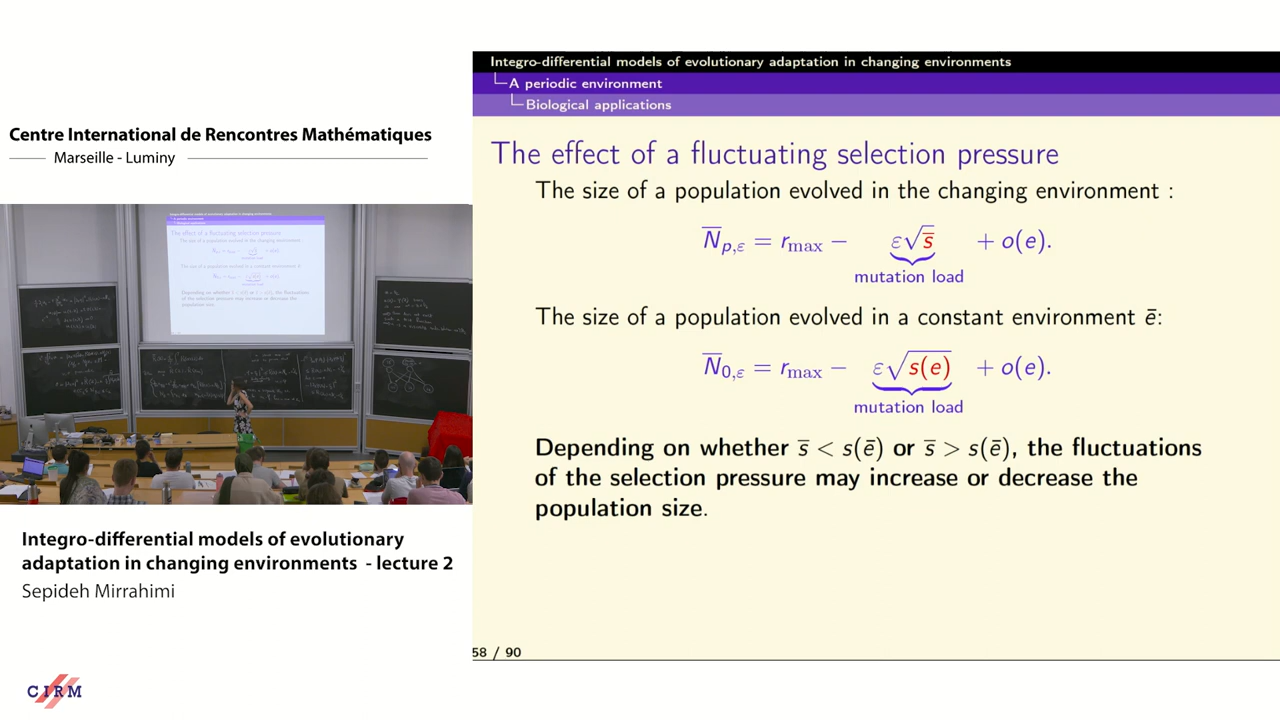 Centre International de Rencontres Mathématiques
Marseille - Luminy
Integro-differential models of evolutionary
adaptation in changing environments - lecture 2
Sepideh Mirrahimi
CIRM
Integro-differential models of evolutionary adaptation in changing environments
A periodic environment
Biological applications
The effect of a fluctuating selection pressure
The size of a population evolved in the changing environment :
N̅p,ε = rmax − ε√s̅ + o(e).
mutation load
The size of a population evolved in a constant environment e̅:
N̅0,ε = rmax − ε√s(e) + o(e).
mutation load
Depending on whether s̅ < s(e̅) or s̅ > s(e̅), the fluctuations
of the selection pressure may increase or decrease the
population size.
58 / 90